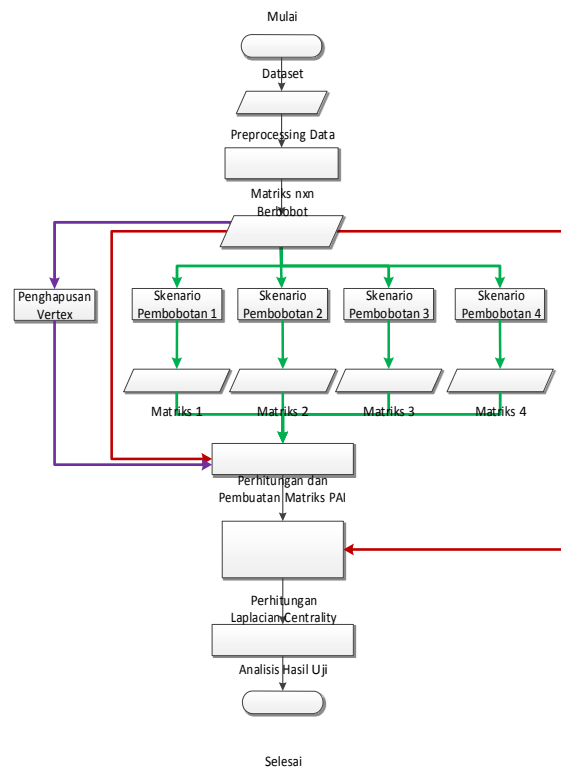 Mulai
Dataset
Preprocessing Data
Matriks nxn
Berbobot
Penghapusan
Vertex
Skenario
Pembobotan 1
Skenario
Pembobotan 2
Skenario
Pembobotan 3
Skenario
Pembobotan 4
Matriks 1
Matriks 2
Matriks 3
Matriks 4
Perhitungan dan
Pembuatan Matriks PAI
Perhitungan
Laplacian Centrality
Analisis Hasil Uji
Selesai